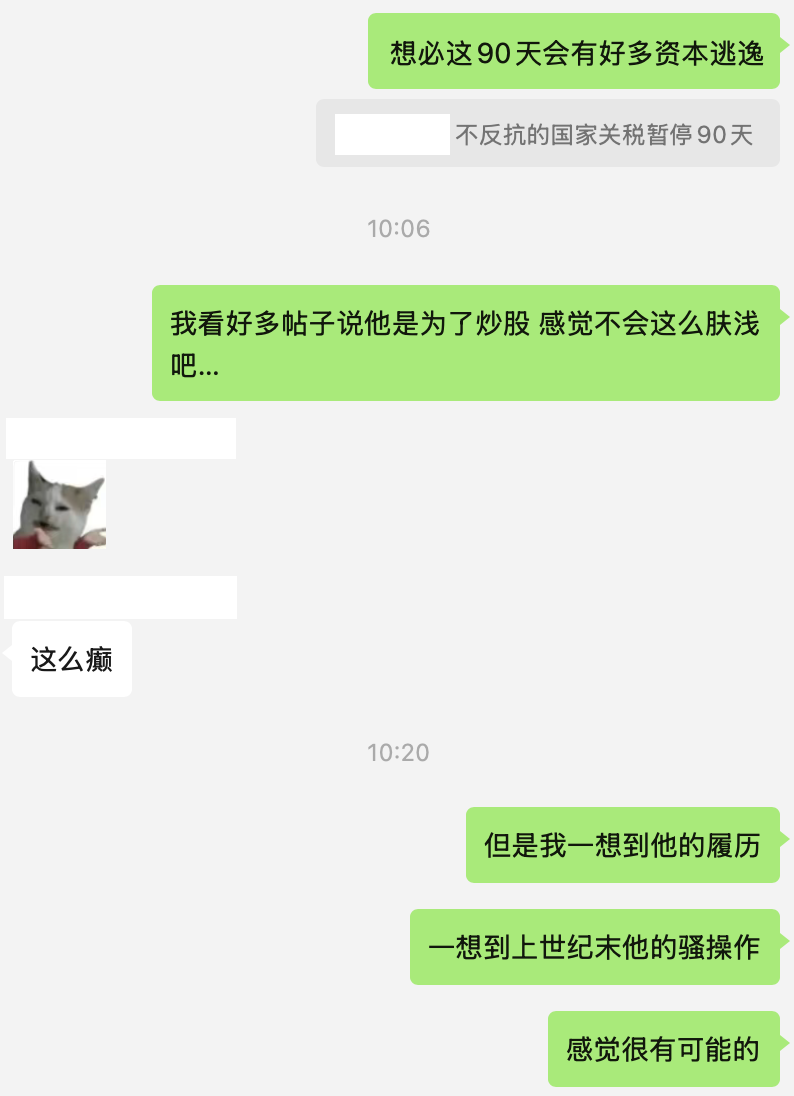 想必这90天会有好多资本逃逸
不反抗的国家关税暂停90天
10:06
我看好多帖子说他是为了炒股 感觉不会这么肤浅
吧...
这么癫
10:20
但是我一想到他的履历
一想到上世纪末他的骚操作
感觉很有可能的